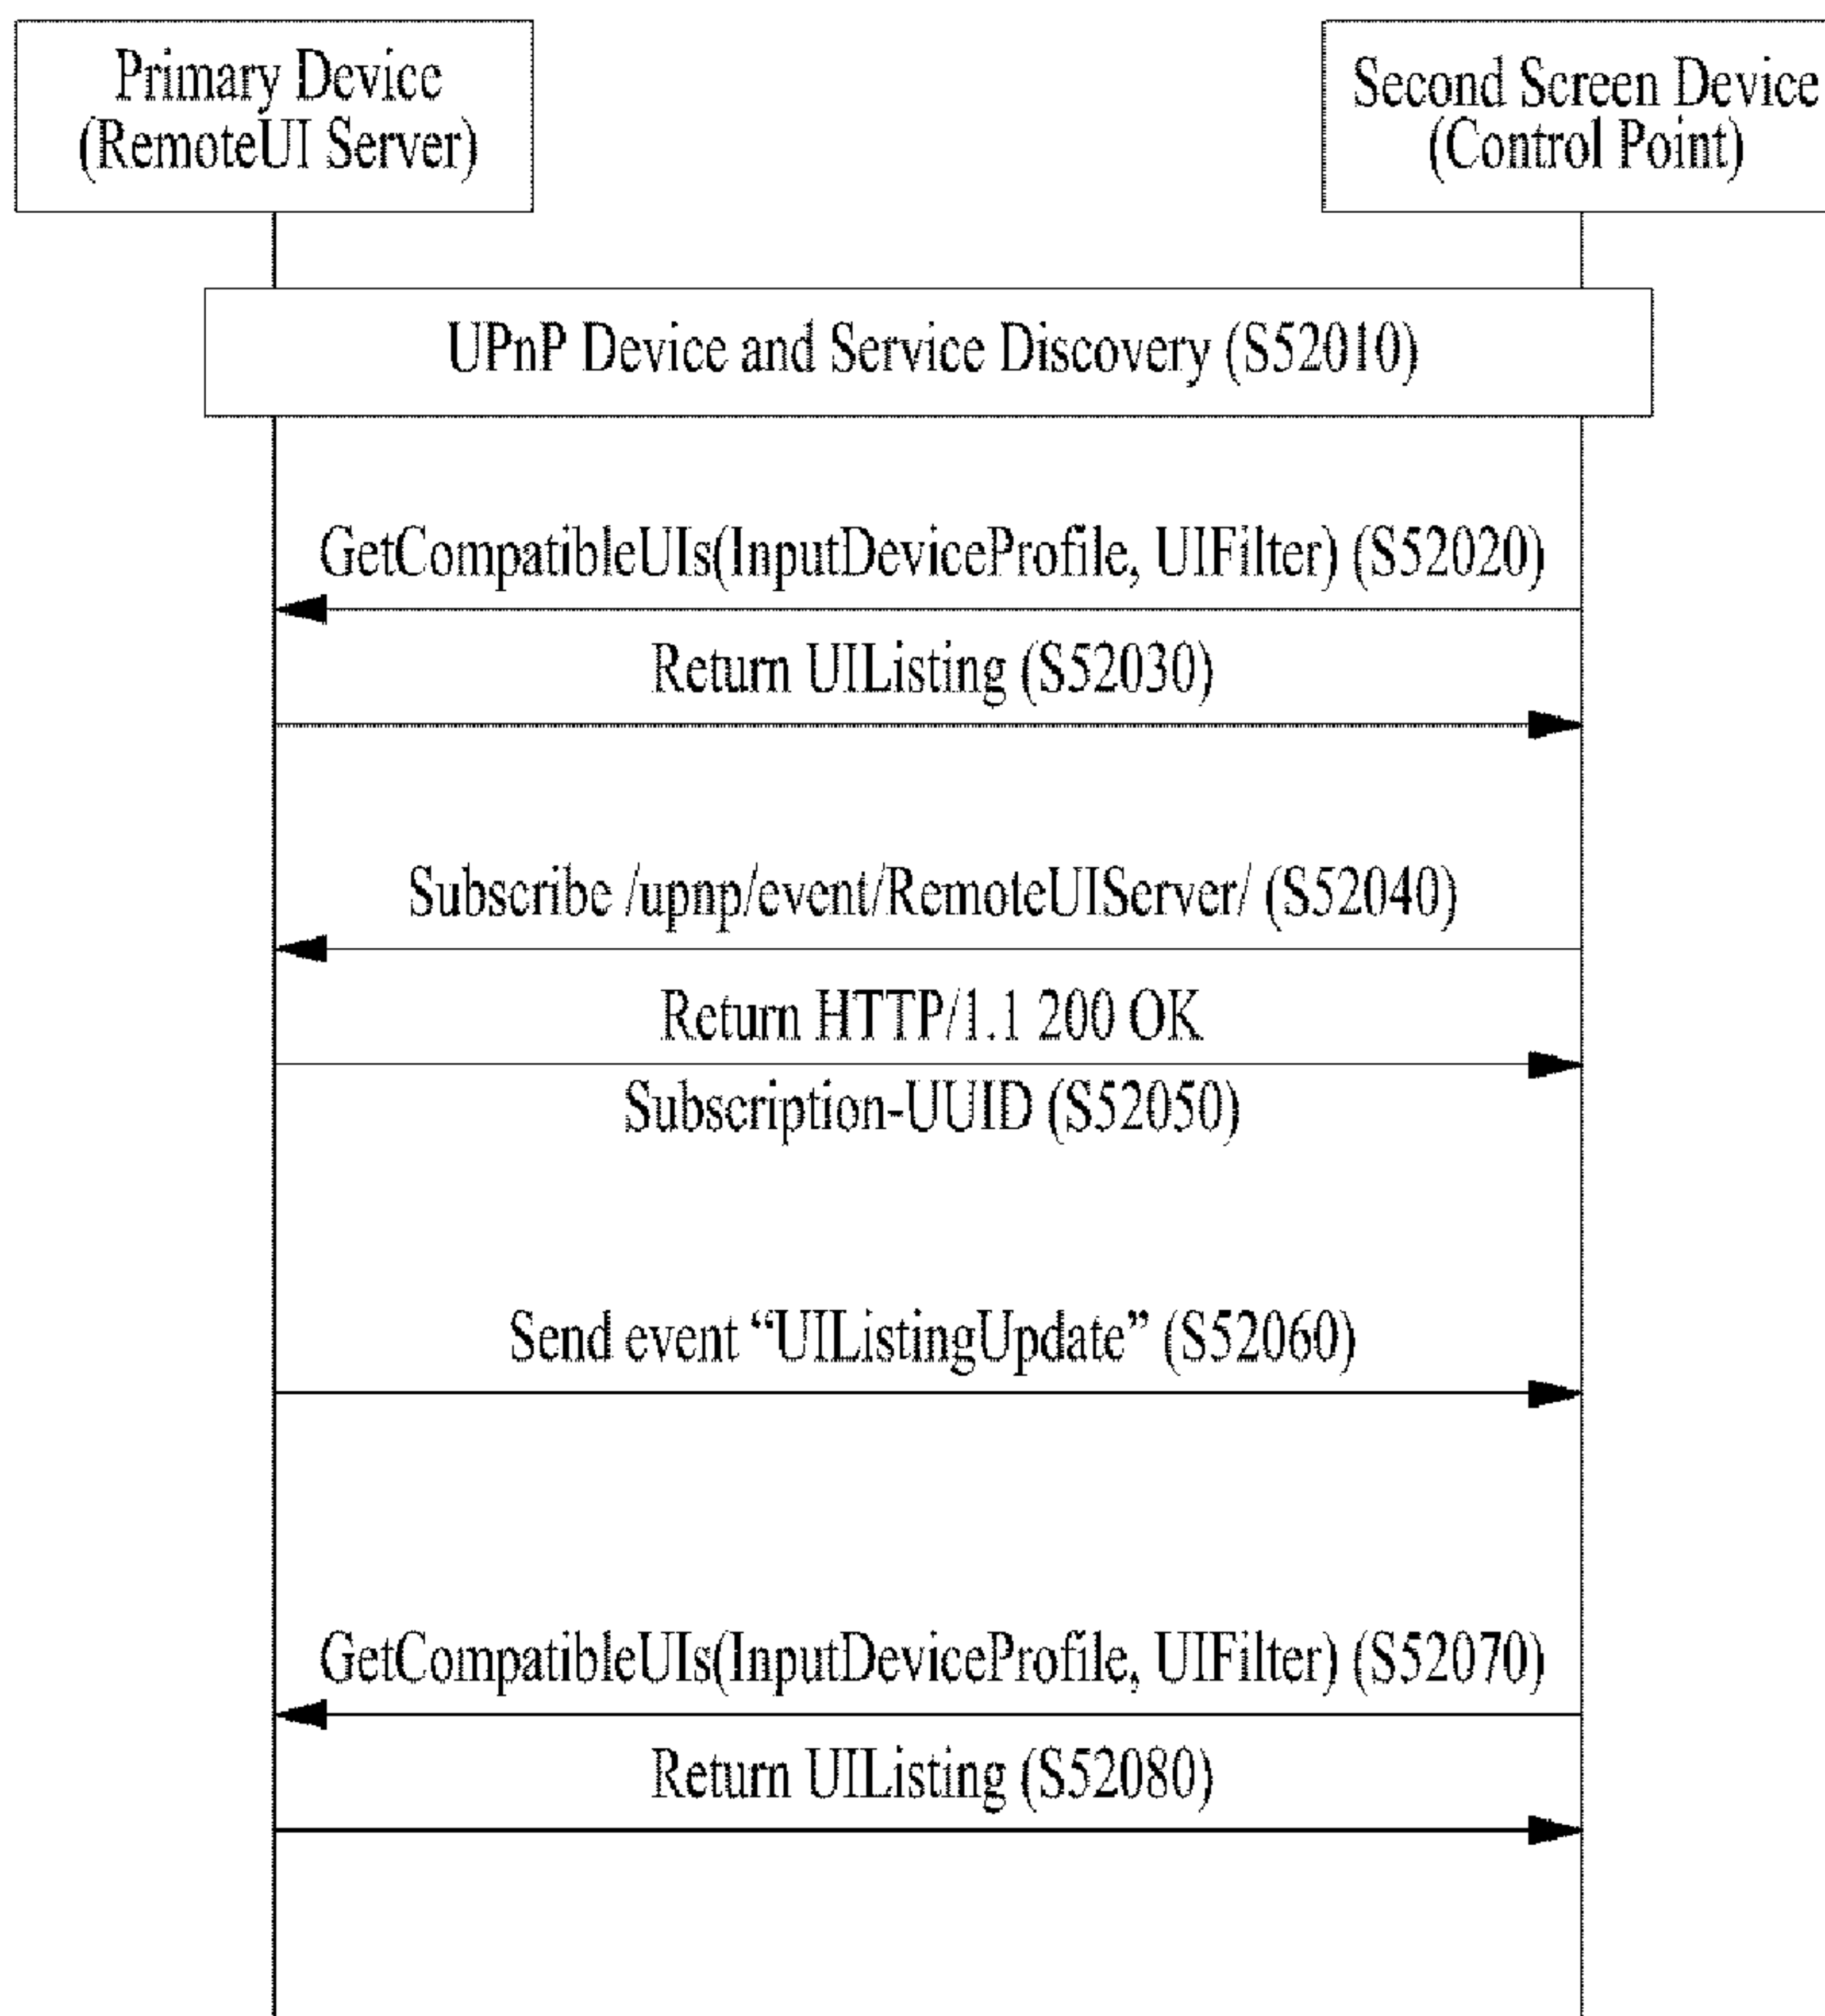 Primary Device
(RemoteUI Server)
Second Screen Device
(Control Point)
UPnP Device and Service Discovery (S52010)
GetCompatibleUIs(InputDeviceProfile, UIFilter) (S52020)
Return UIListing (S52030)
Subscribe /upnp/event/RemoteUIServer/ (S52040)
Return HTTP/1.1 200 OK
Subscription-UUID (S52050)
Send event “UIListingUpdate” (S52060)
GetCompatibleUIs(InputDeviceProfile, UIFilter) (S52070)
Return UIListing (S52080)